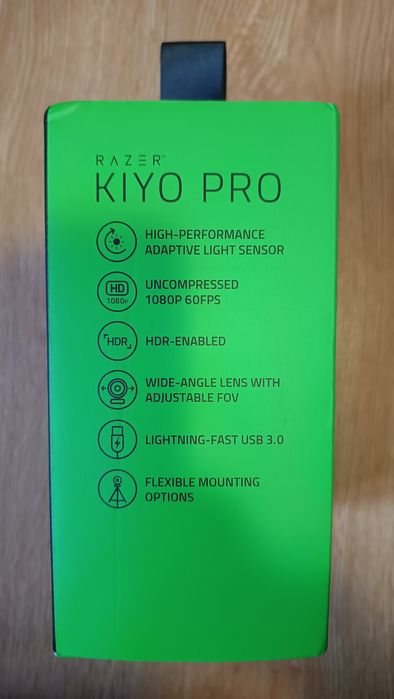 RAZER™
KIYO PRO
HIGH-PERFORMANCE
ADAPTIVE LIGHT SENSOR
HD
1080P
UNCOMPRESSED
1080P 60FPS
HDR
HDR-ENABLED
WIDE-ANGLE LENS WITH
ADJUSTABLE FOV
LIGHTNING-FAST USB 3.0
FLEXIBLE MOUNTING
OPTIONS